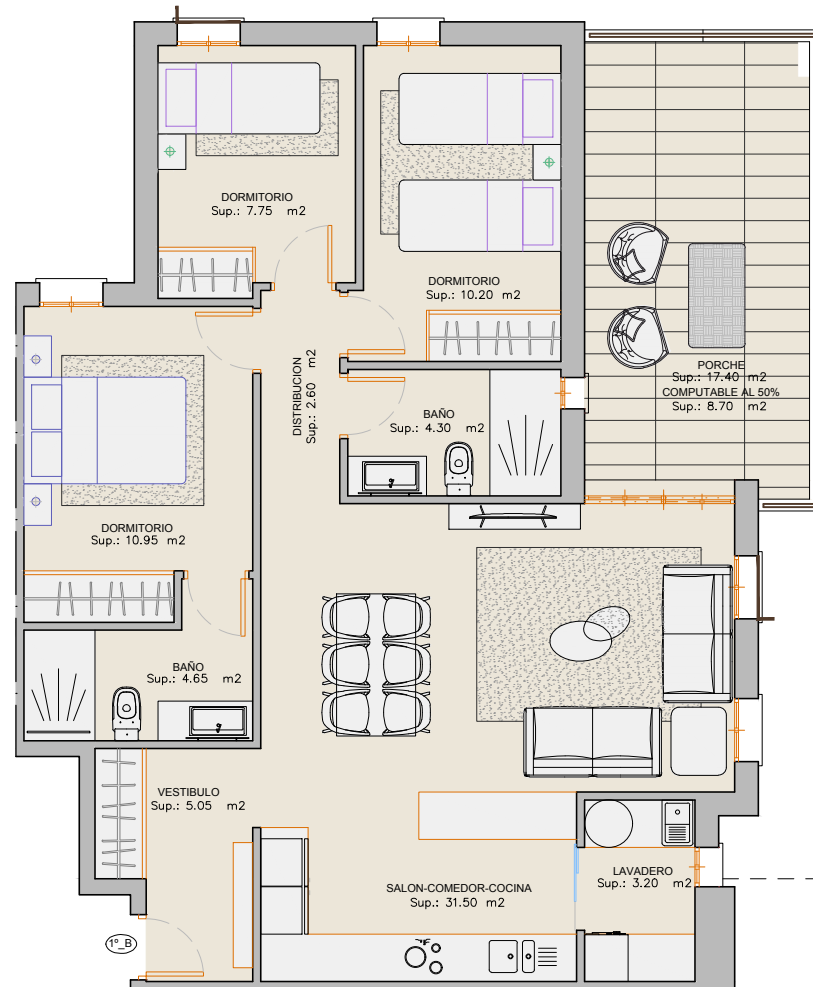 DORMITORIO
Sup.: 7.75 m2
DORMITORIO
Sup.: 10.20 m2
DISTRIBUCION
Sup.: 2.60 m2
PORCHE
Sup.: 17.40 m2
COMPUTABLE AL 50%
Sup.: 8.70 m2
BAÑO
Sup.: 4.30 m2
DORMITORIO
Sup.: 10.95 m2
BAÑO
Sup.: 4.65 m2
VESTIBULO
Sup.: 5.05 m2
SALON-COMEDOR-COCINA
Sup.: 31.50 m2
LAVADERO
Sup.: 3.20 m2
1º_B